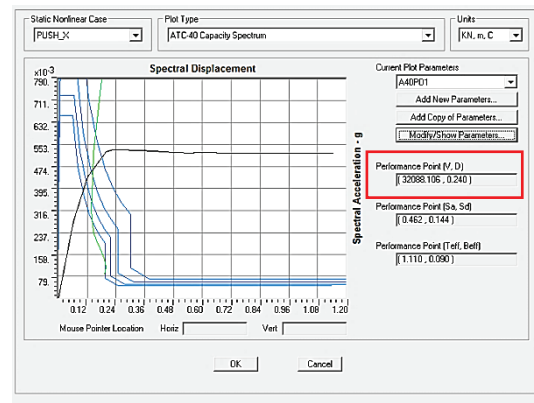 Static Nonlinear Case
PUSH_X
Plot Type
ATC-40 Capacity Spectrum
Units
KN, m, C
Spectral Displacement
x10-3
790.
711.
632.
553.
474.
395.
316.
237.
158.
79.
0.12 0.24 0.36 0.48 0.60 0.72 0.84 0.96 1.08 1.20
Spectral Acceleration - g
Mouse Pointer Location Horiz Vert
Current Plot Parameters
A40PO1
Add New Parameters...
Add Copy of Parameters...
Modify/Show Parameters...
Performance Point (V, D)
( 32088.106 , 0.240 )
Performance Point (Sa, Sd)
( 0.462 , 0.144 )
Performance Point (Teff, Beff)
( 1.110 , 0.090 )
OK Cancel